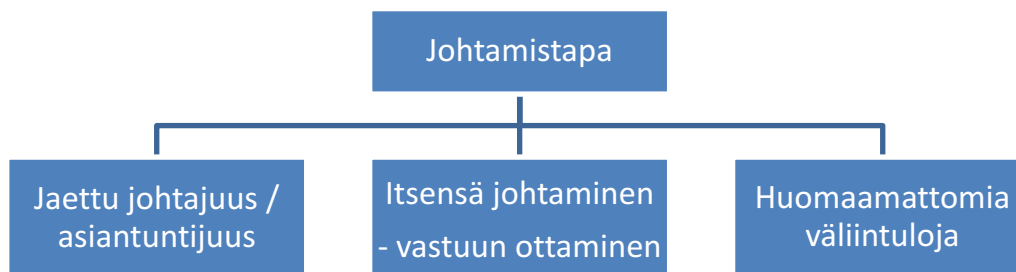 Johtamistapa
Jaettu johtajuus /
asiantuntijuus
Itsensä johtaminen
- vastuun ottaminen
Huomaamattomia
väliintuloja